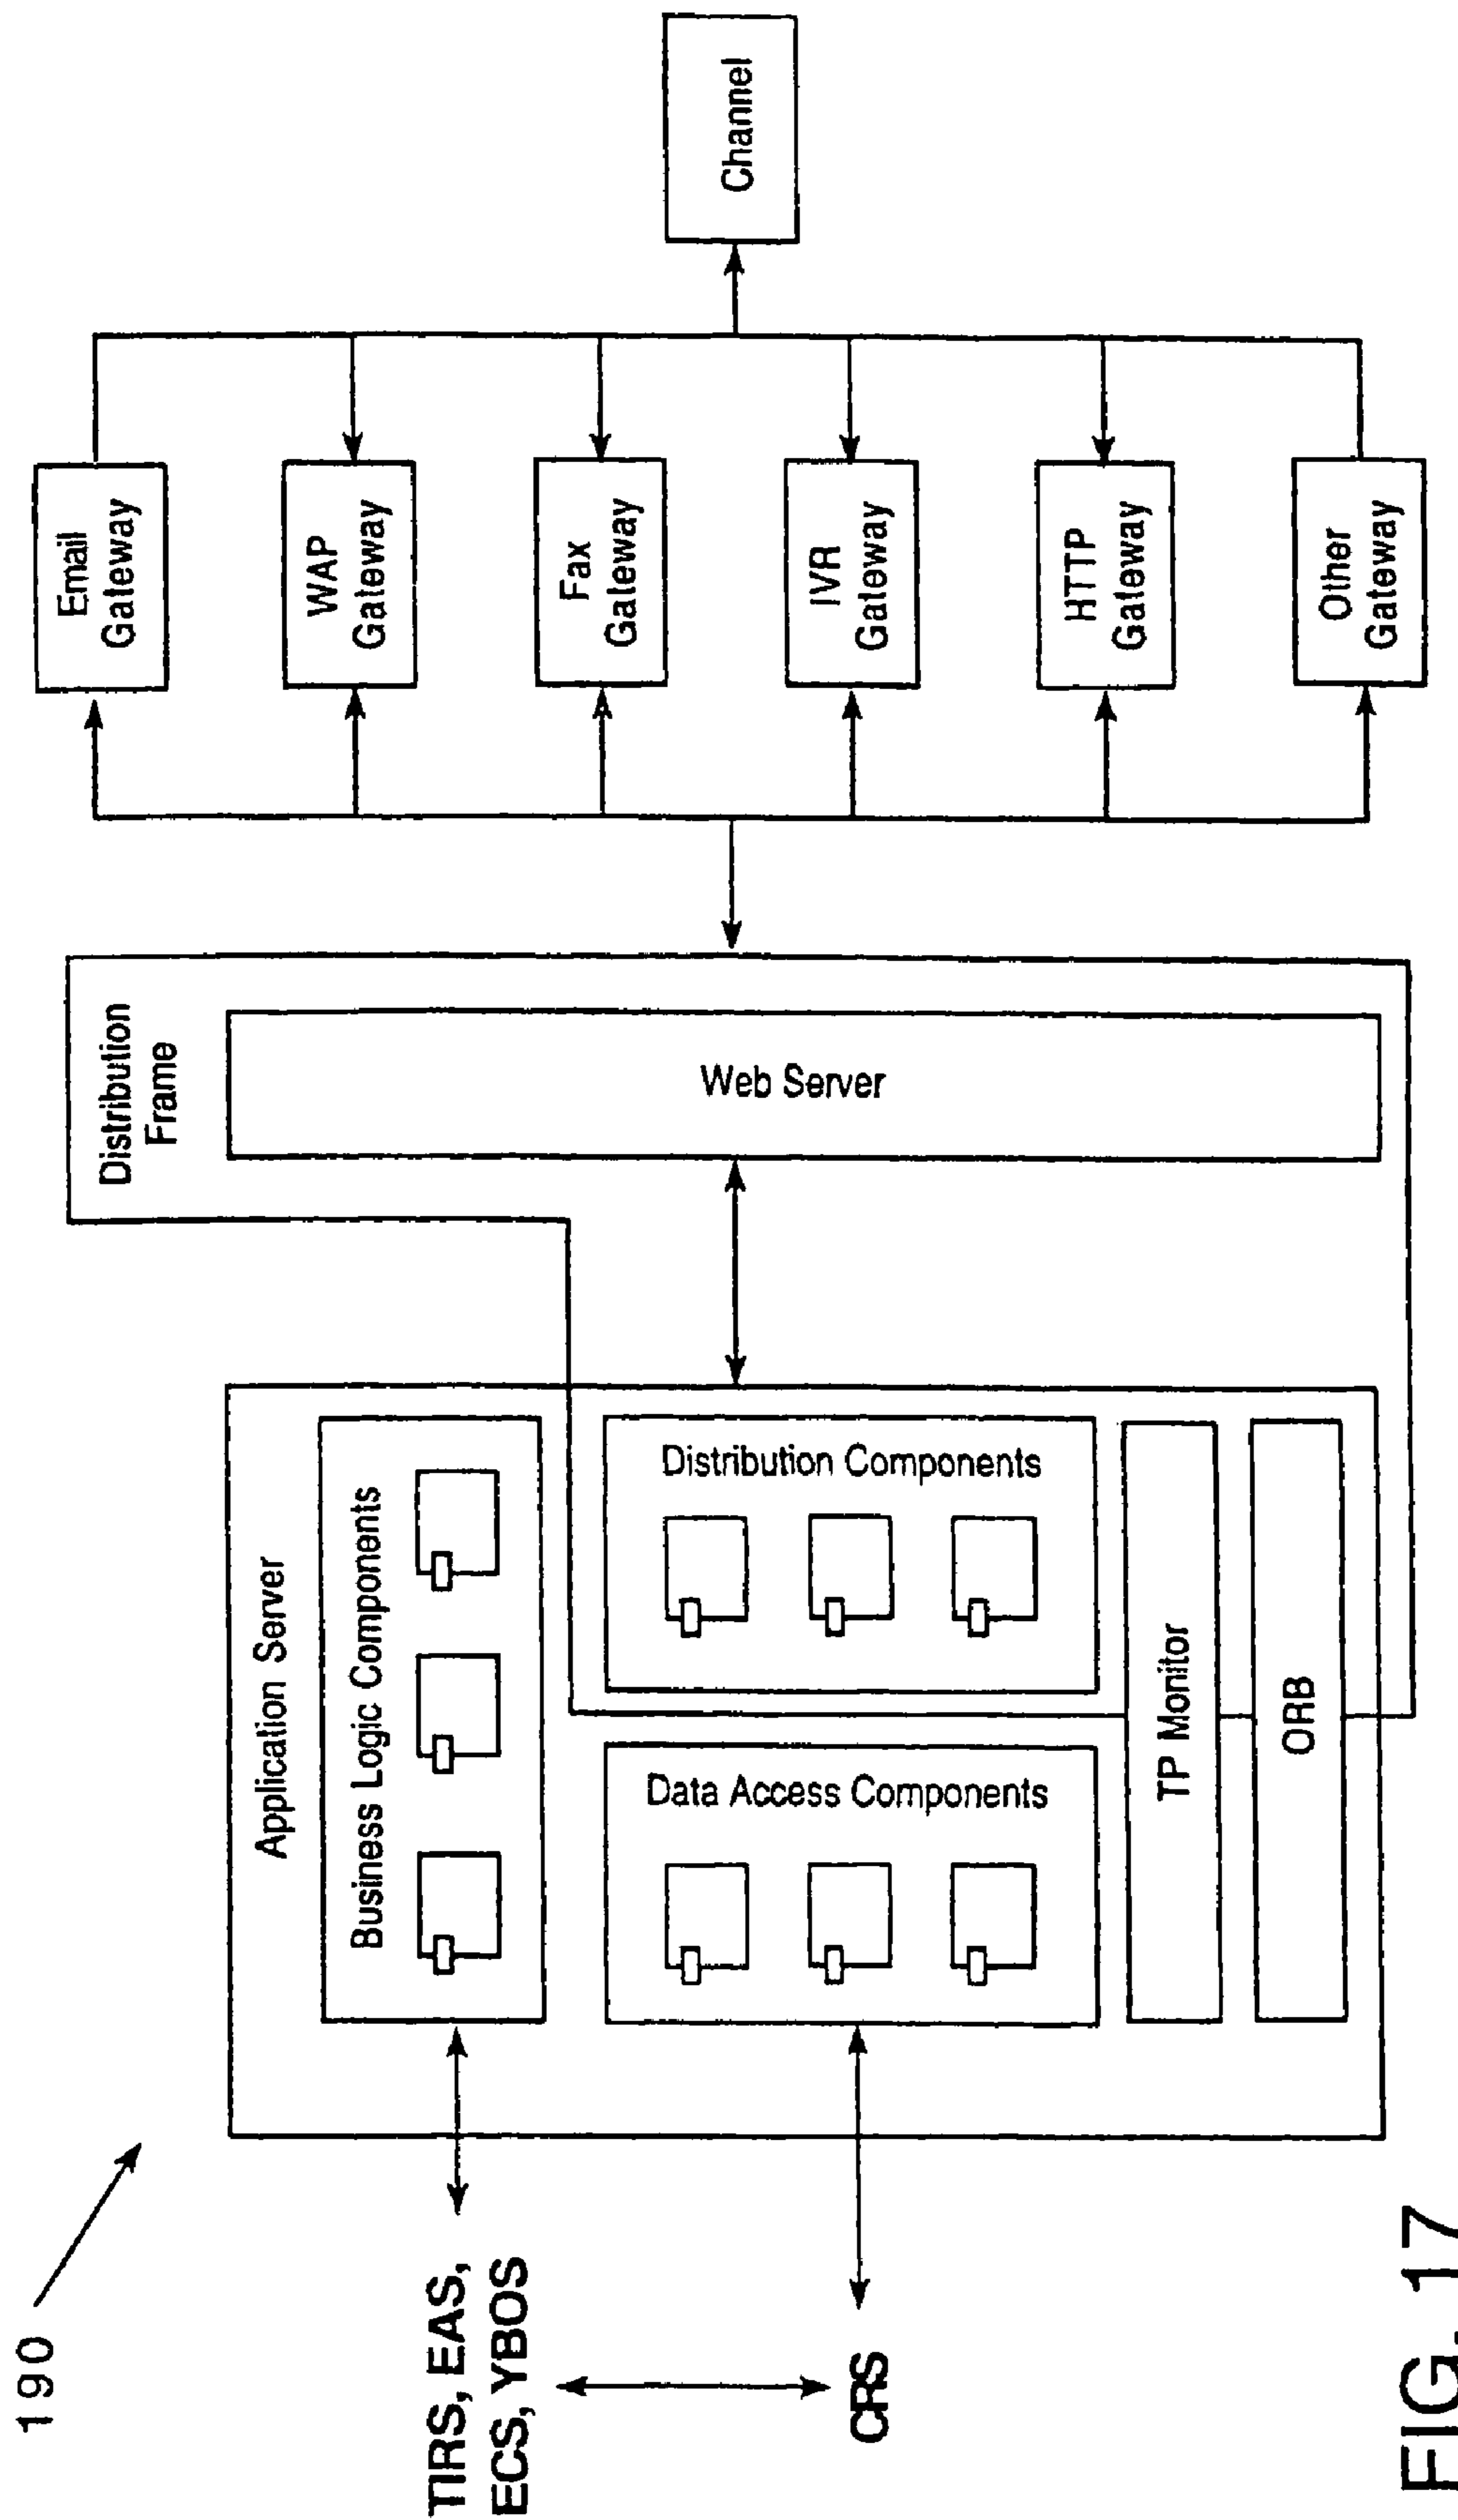 190
TIRS, EAS,
ECS, YBOS
CRS
Application Server
Business Logic Components
Data Access Components
Distribution Components
TP Monitor
ORB
Distribution
Frame
Web Server
Email
Gateway
WAP
Gateway
Fax
Gateway
IVR
Gateway
HTTP
Gateway
Other
Gateway
Channel
FIG. 17